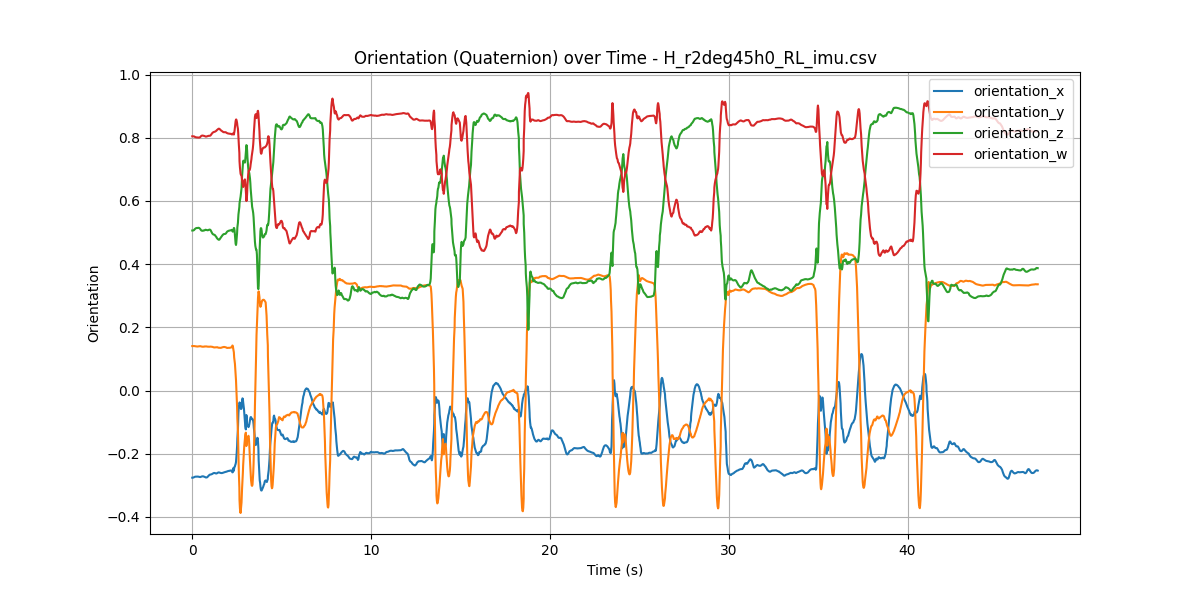 Orientation (Quaternion) over Time - H_r2deg45h0_RL_imu.csv
1.0
0.8
0.6
0.4
0.2
0.0
−0.2
−0.4
Orientation
0 10 20 30 40
Time (s)
orientation_x
orientation_y
orientation_z
orientation_w